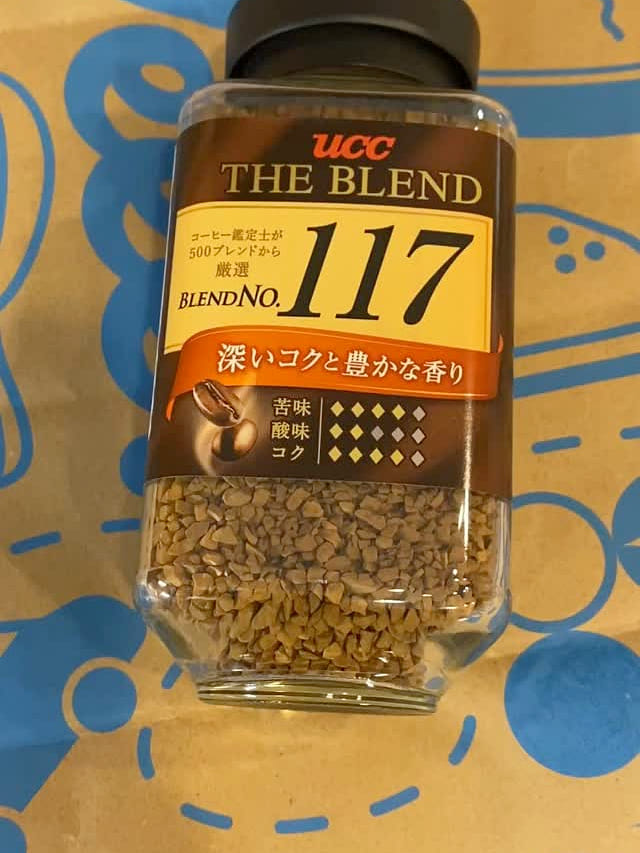 UCC
THE BLEND
コーヒー鑑定士が
500ブレンドから
厳選
BLEND NO. 117
深いコクと豊かな香り
苦味
酸味
コク